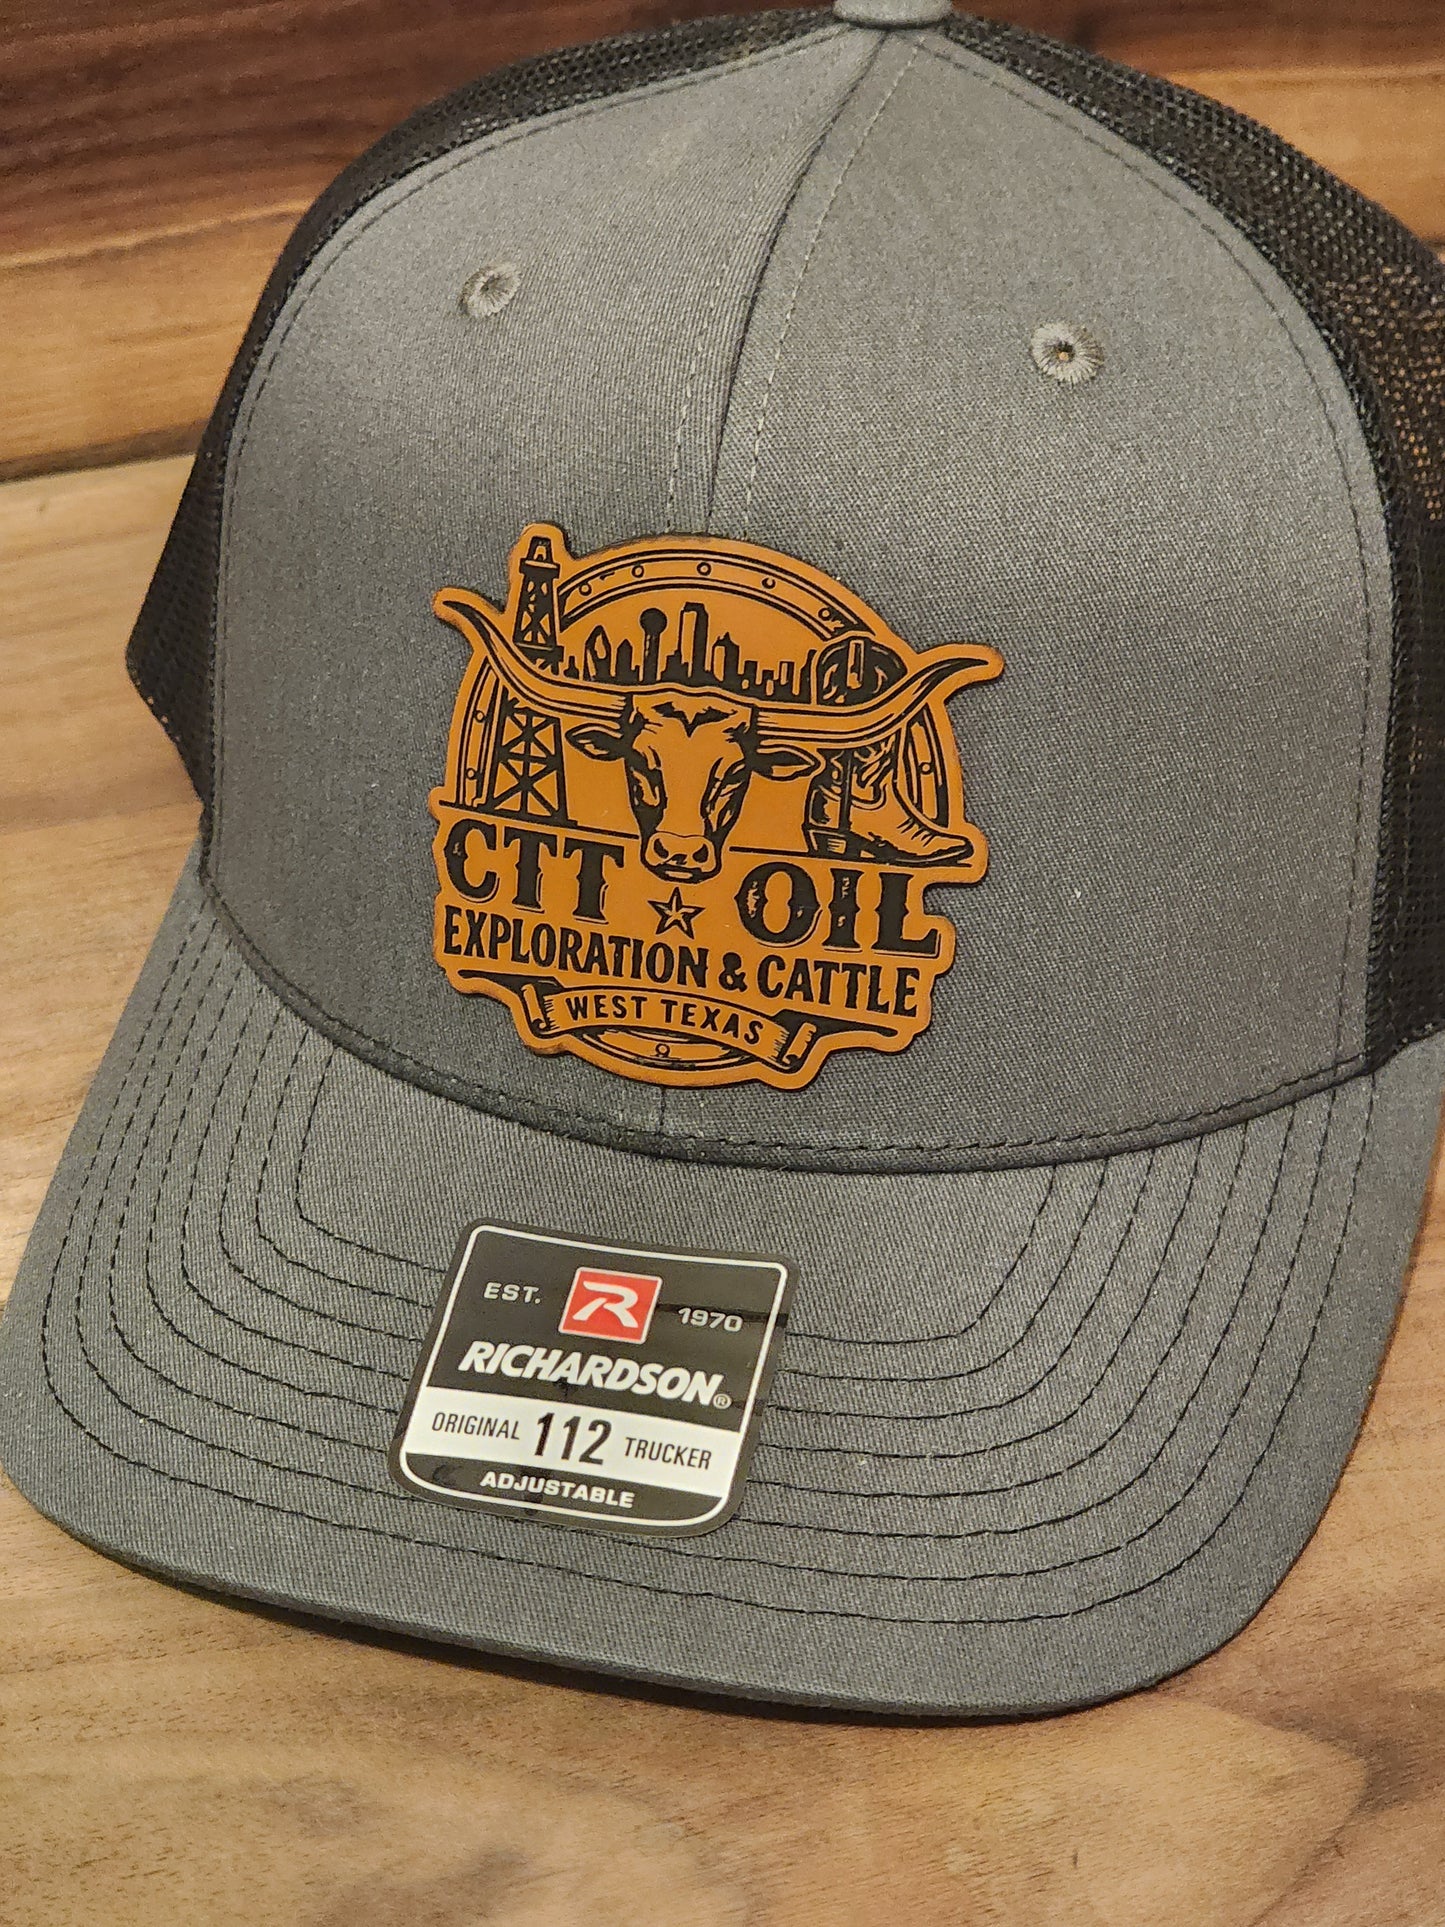 CTT OIL
EXPLORATION & CATTLE
WEST TEXAS
EST. R 1970
RICHARDSON®
ORIGINAL 112 TRUCKER
ADJUSTABLE